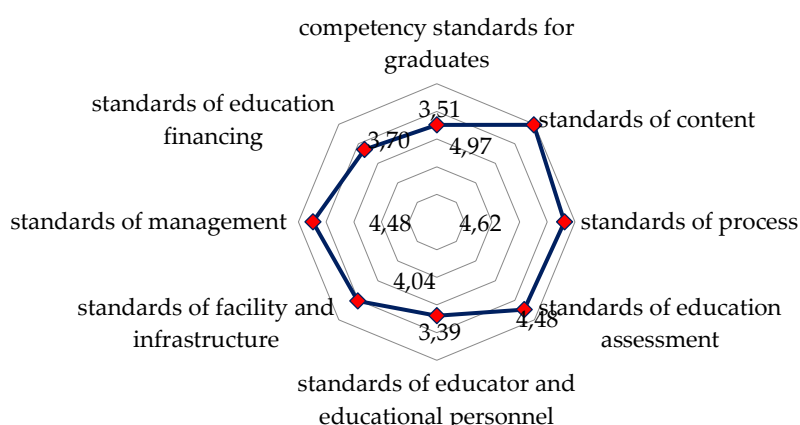 competency standards for
graduates
standards of education
financing
3,51
standards of content
3,70
4,97
standards of management
4,48
4,62
standards of process
4,04
standards of facility and
infrastructure
standards of education
assessment
4,48
3,39
standards of educator and
educational personnel